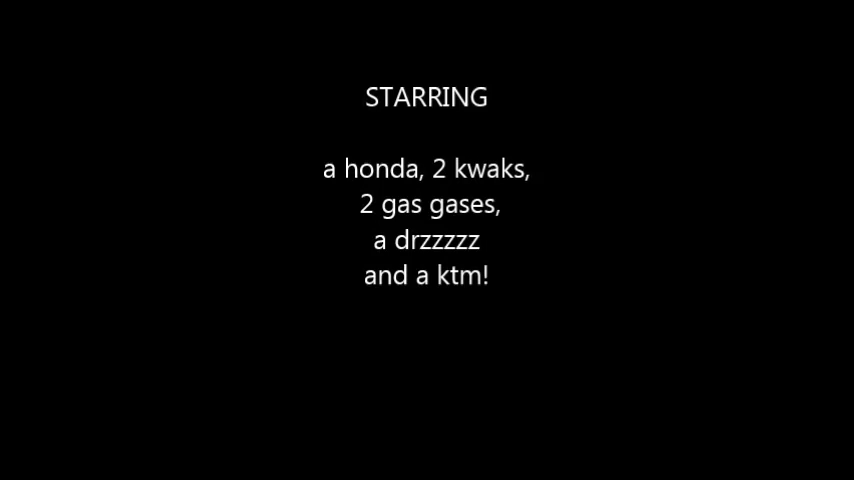 STARRING
a honda, 2 kwaks,
2 gas gases,
a drzzzzz
and a ktm!